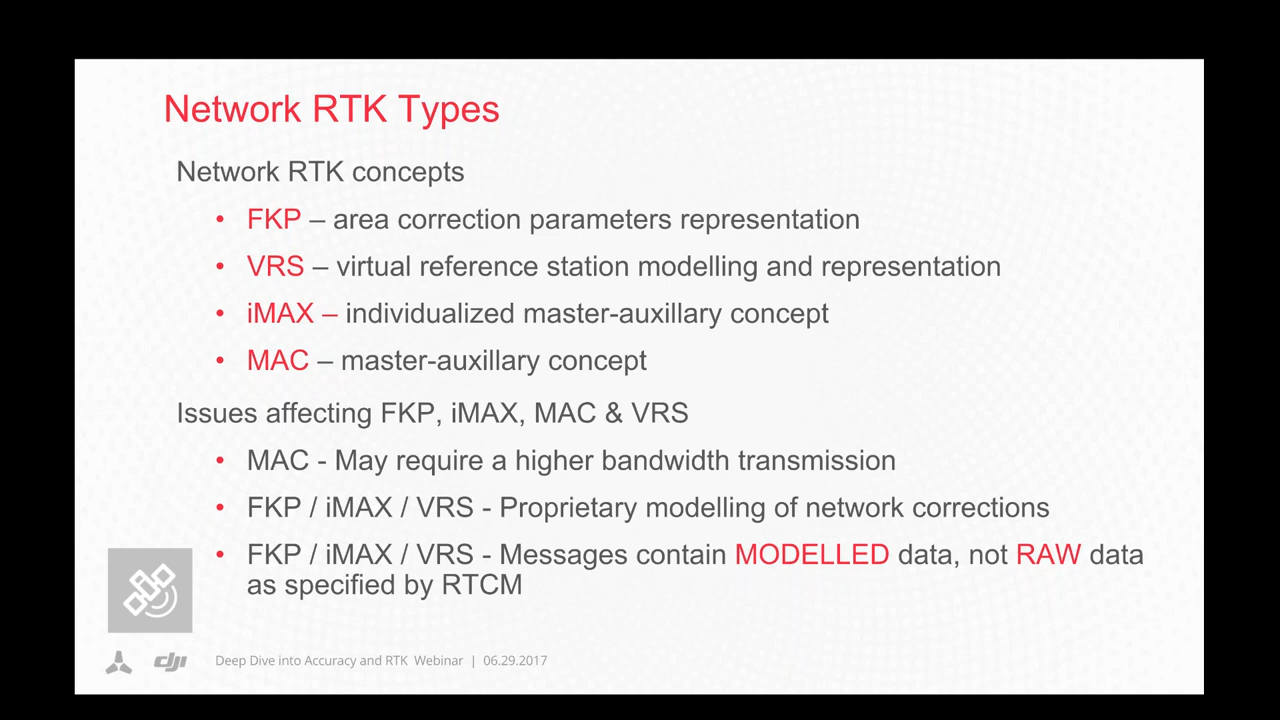 Network RTK Types
Network RTK concepts
• FKP – area correction parameters representation
• VRS – virtual reference station modelling and representation
• iMAX – individualized master-auxillary concept
• MAC – master-auxillary concept
Issues affecting FKP, iMAX, MAC & VRS
• MAC - May require a higher bandwidth transmission
• FKP / iMAX / VRS - Proprietary modelling of network corrections
• FKP / iMAX / VRS - Messages contain MODELLED data, not RAW data
as specified by RTCM
dji Deep Dive into Accuracy and RTK Webinar | 06.29.2017